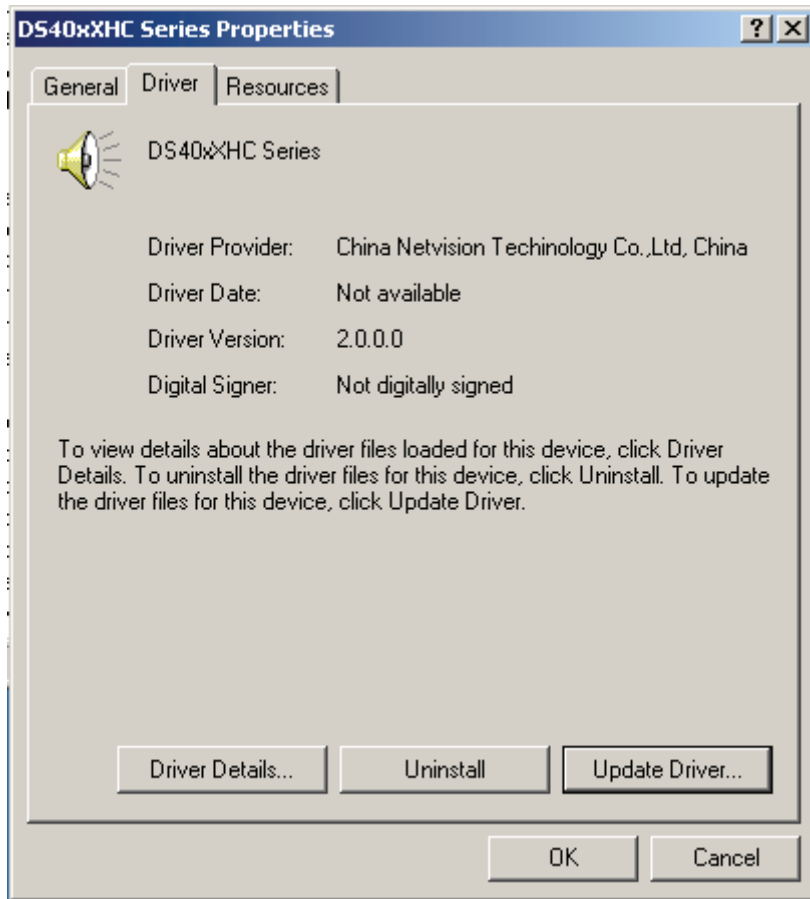 DS40xXHC Series Properties
General Driver Resources
DS40xXHC Series
Driver Provider: China Netvision Techinology Co.,Ltd, China
Driver Date: Not available
Driver Version: 2.0.0.0
Digital Signer: Not digitally signed
To view details about the driver files loaded for this device, click Driver
Details. To uninstall the driver files for this device, click Uninstall. To update
the driver files for this device, click Update Driver.
Driver Details... Uninstall Update Driver...
OK Cancel